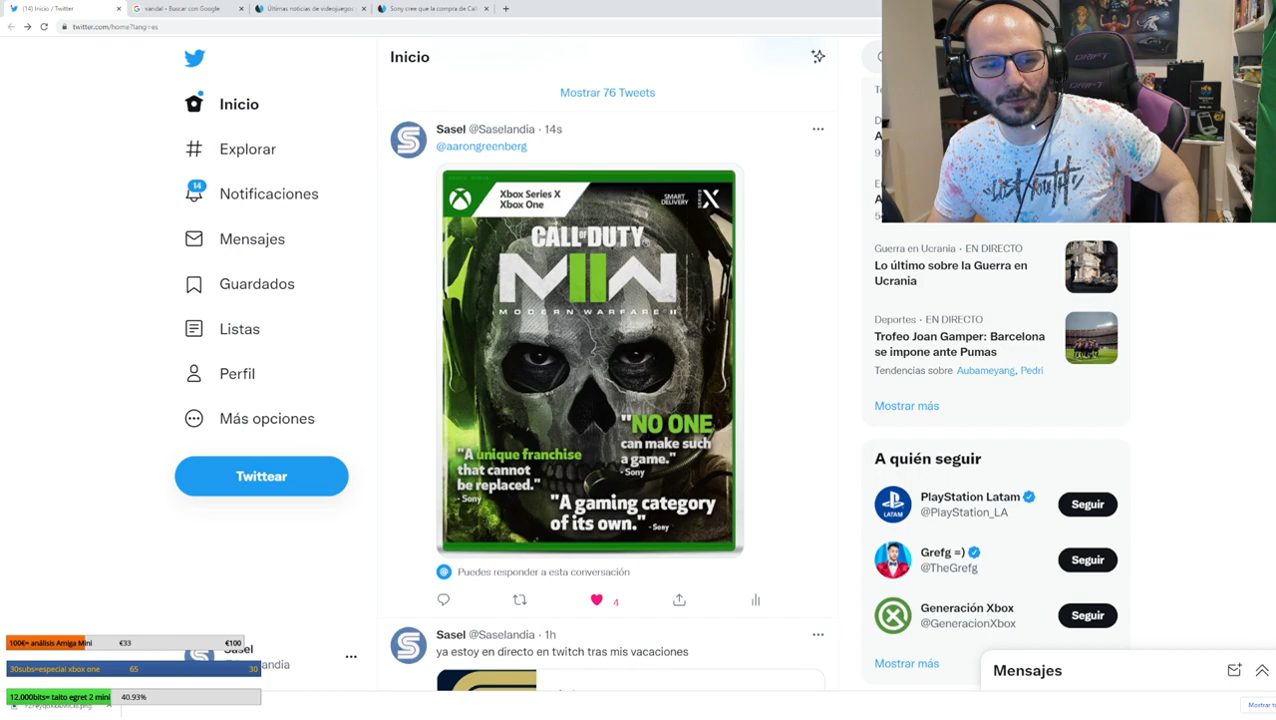 (14) Inicio / Twitter
vandal - Buscar con Google
Últimas noticias de videojuegos
Sony cree que la compra de Call
twitter.com/home?lang=es
Inicio
Explorar
14
Notificaciones
Mensajes
Guardados
Listas
Perfil
Más opciones
Twittear
Inicio
Mostrar 76 Tweets
Sasel @Saselandia · 14s
@aarongreenberg
Xbox Series X
Xbox One
SMART
DELIVERY
SERIES X
CALL OF DUTY
MWII
MODERN WARFARE II
"NO ONE
can make such
a game."
- Sony
"A unique franchise
that cannot
be replaced."
- Sony
"A gaming category
of its own." - Sony
Puedes responder a esta conversación
4
Sasel @Saselandia · 1h
ya estoy en directo en twitch tras mis vacaciones
DRIFT
Guerra en Ucrania · EN DIRECTO
Lo último sobre la Guerra en
Ucrania
Deportes · EN DIRECTO
Trofeo Joan Gamper: Barcelona
se impone ante Pumas
Tendencias sobre Aubameyang, Pedri
Mostrar más
A quién seguir
PlayStation Latam
@PlayStation_LA
Seguir
LATAM
Grefg =)
@TheGrefg
Seguir
Generación Xbox
@GeneracionXbox
Seguir
Mostrar más
Mensajes
100€= análisis Amiga Mini €33 €100
Sasel
andia
30subs=especial xbox one 65 30
12.000bits= taito egret 2 mini 40.93%